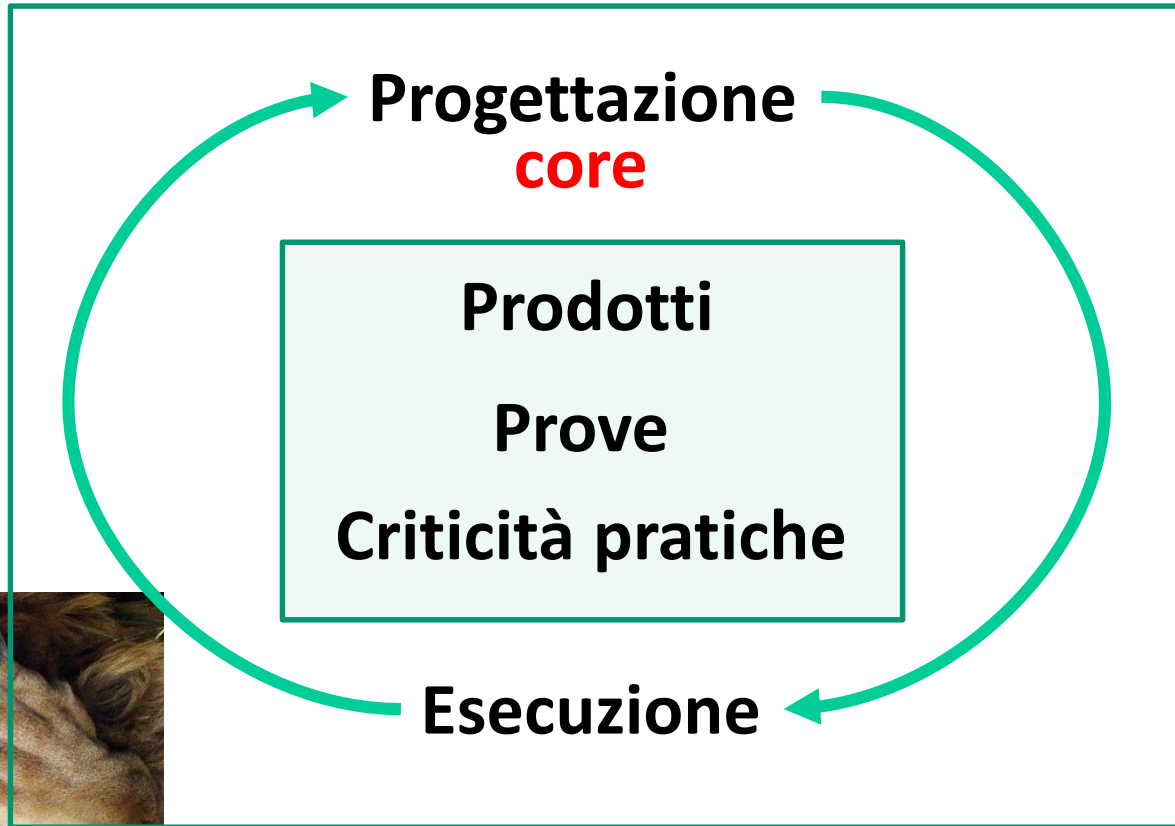 Progettazione
core
Prodotti
Prove
Criticità pratiche
Esecuzione